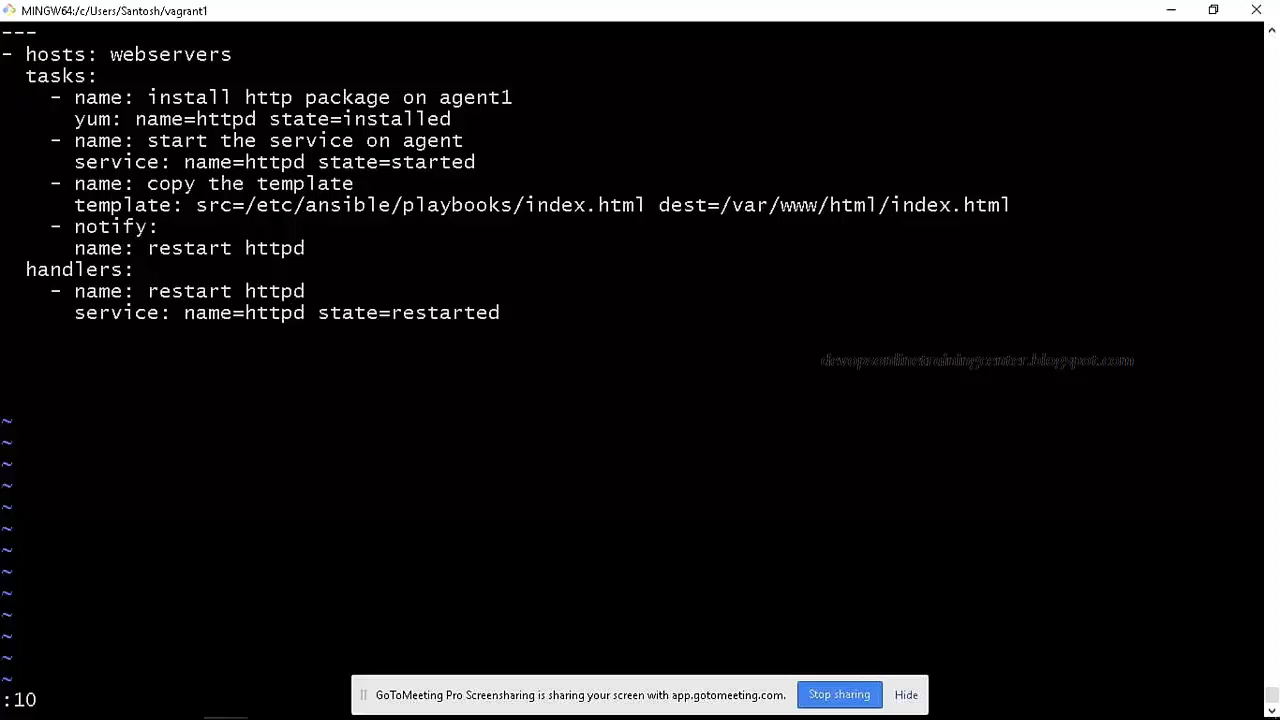 MINGW64:/c/Users/Santosh/vagrant1
---
- hosts: webservers
  tasks:
    - name: install http package on agent1
      yum: name=httpd state=installed
    - name: start the service on agent
      service: name=httpd state=started
    - name: copy the template
      template: src=/etc/ansible/playbooks/index.html dest=/var/www/html/index.html
    - notify:
      name: restart httpd
  handlers:
    - name: restart httpd
      service: name=httpd state=restarted
devopsonlinetrainingcenter.blogspot.com
~
~
~
~
~
~
~
~
~
~
~
~
~
:10
GoToMeeting Pro Screensharing is sharing your screen with app.gotomeeting.com. Stop sharing Hide